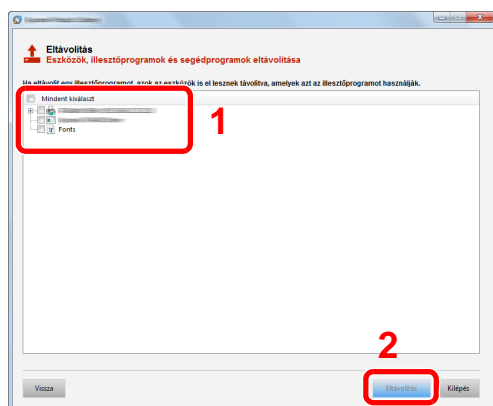 Eltávolítás
Eszközök, illesztőprogramok és segédprogramok eltávolítása
Ha eltávolít egy illesztőprogramot, azok az eszközök is el lesznek távolítva, amelyek azt az illesztőprogramot használják.
Mindent kiválaszt
Fonts
1
2
Vissza
Eltávolítás
Kilépés